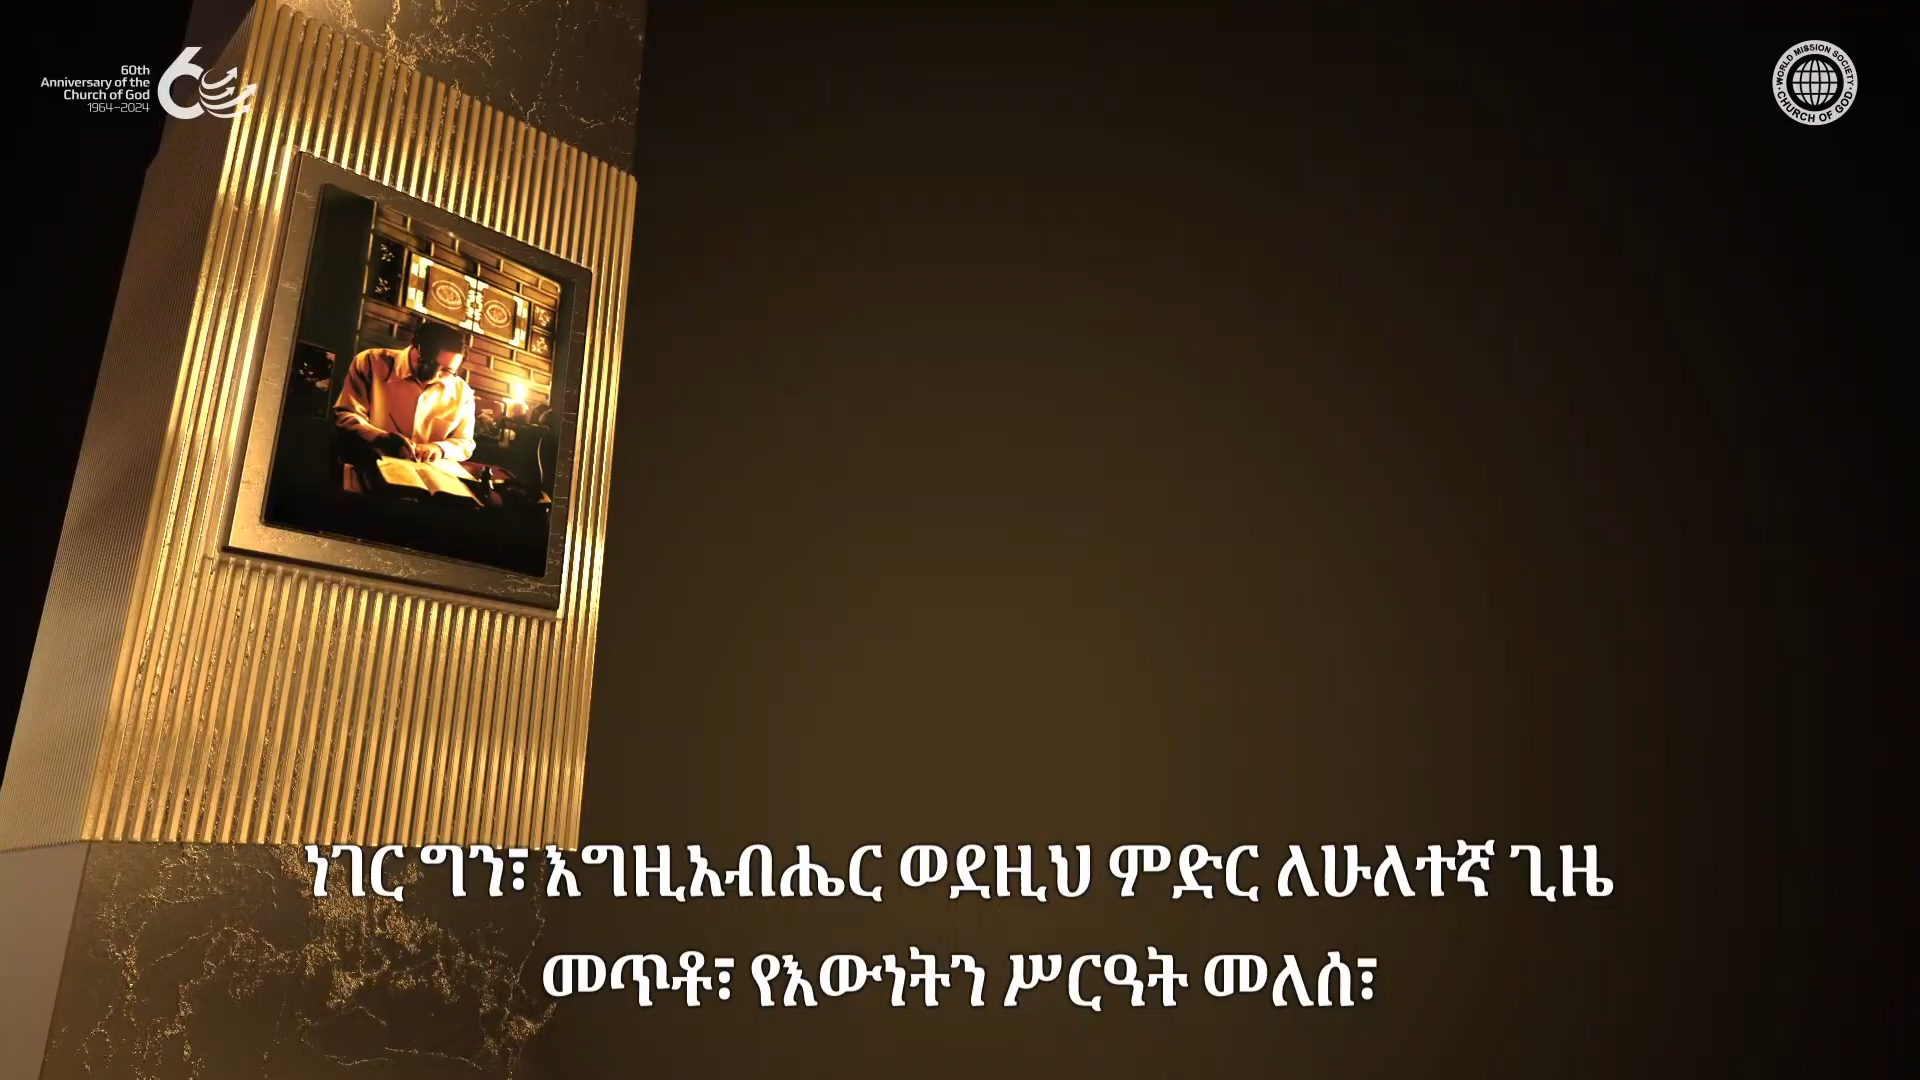 60th
Anniversary of the
Church of God
1964–2024
60
WORLD MISSION SOCIETY
CHURCH OF GOD
ነገር ግን፣ እግዚአብሔር ወደዚህ ምድር ለሁለተኛ ጊዜ
መጥቶ፣ የእውነትን ሥርዓት መለሰ፣